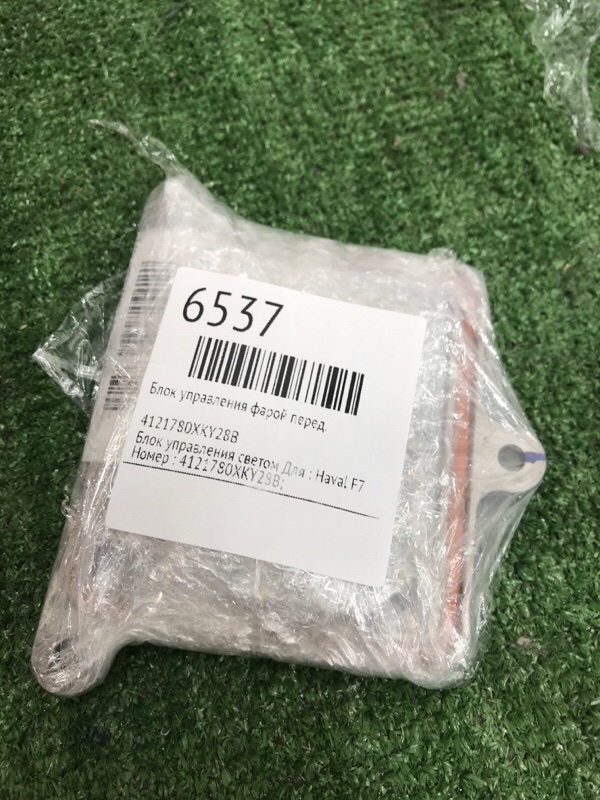 6537
Блок управления фарой перед.
4121780XKY28B
Блок управления светом Для : Haval F7
Номер : 4121780XKY28B;